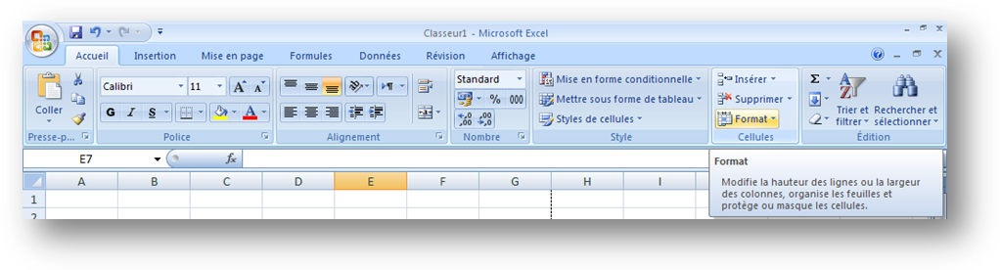 Classeur1 - Microsoft Excel
Accueil Insertion Mise en page Formules Données Révision Affichage
Coller
Calibri 11
G I S
A A
A
Standard
% 000
,00 ,0
Mise en forme conditionnelle
Mettre sous forme de tableau
Styles de cellules
Insérer
Supprimer
Format
Σ
Trier et filtrer
Rechercher et sélectionner
Presse-p... Police Alignement Nombre Style Cellules Édition
E7 fx
A B C D E F G H I
1
2
Format
Modifie la hauteur des lignes ou la largeur
des colonnes, organise les feuilles et
protège ou masque les cellules.